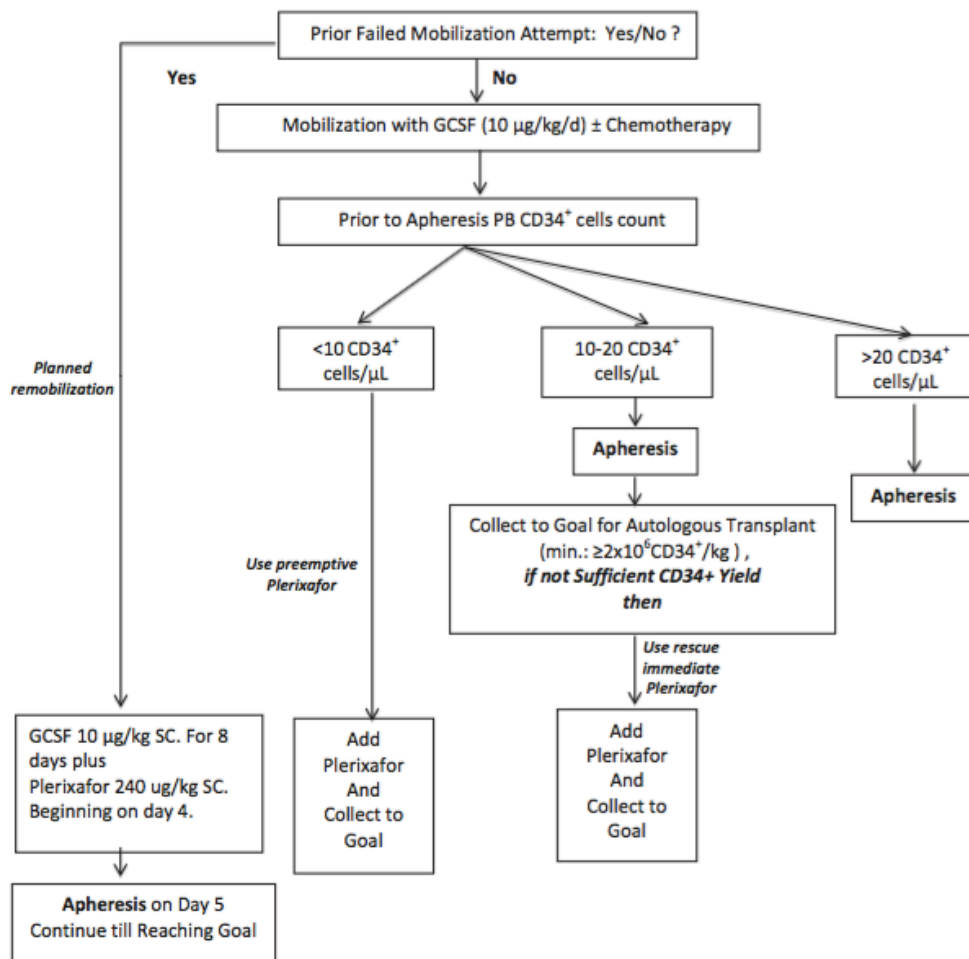 Prior Failed Mobilization Attempt: Yes/No ?
Yes
No
Mobilization with GCSF (10 µg/kg/d) ± Chemotherapy
Prior to Apheresis PB CD34⁺ cells count
<10 CD34⁺
cells/µL
10-20 CD34⁺
cells/µL
>20 CD34⁺
cells/µL
Planned
remobilization
Apheresis
Apheresis
Collect to Goal for Autologous Transplant
(min.: ≥2x10⁶CD34⁺/kg ) ,
if not Sufficient CD34+ Yield
then
Use preemptive
Plerixafor
Use rescue
immediate
Plerixafor
GCSF 10 µg/kg SC. For 8
days plus
Plerixafor 240 ug/kg SC.
Beginning on day 4.
Add
Plerixafor
And
Collect to
Goal
Add
Plerixafor
And
Collect to
Goal
Apheresis on Day 5
Continue till Reaching Goal